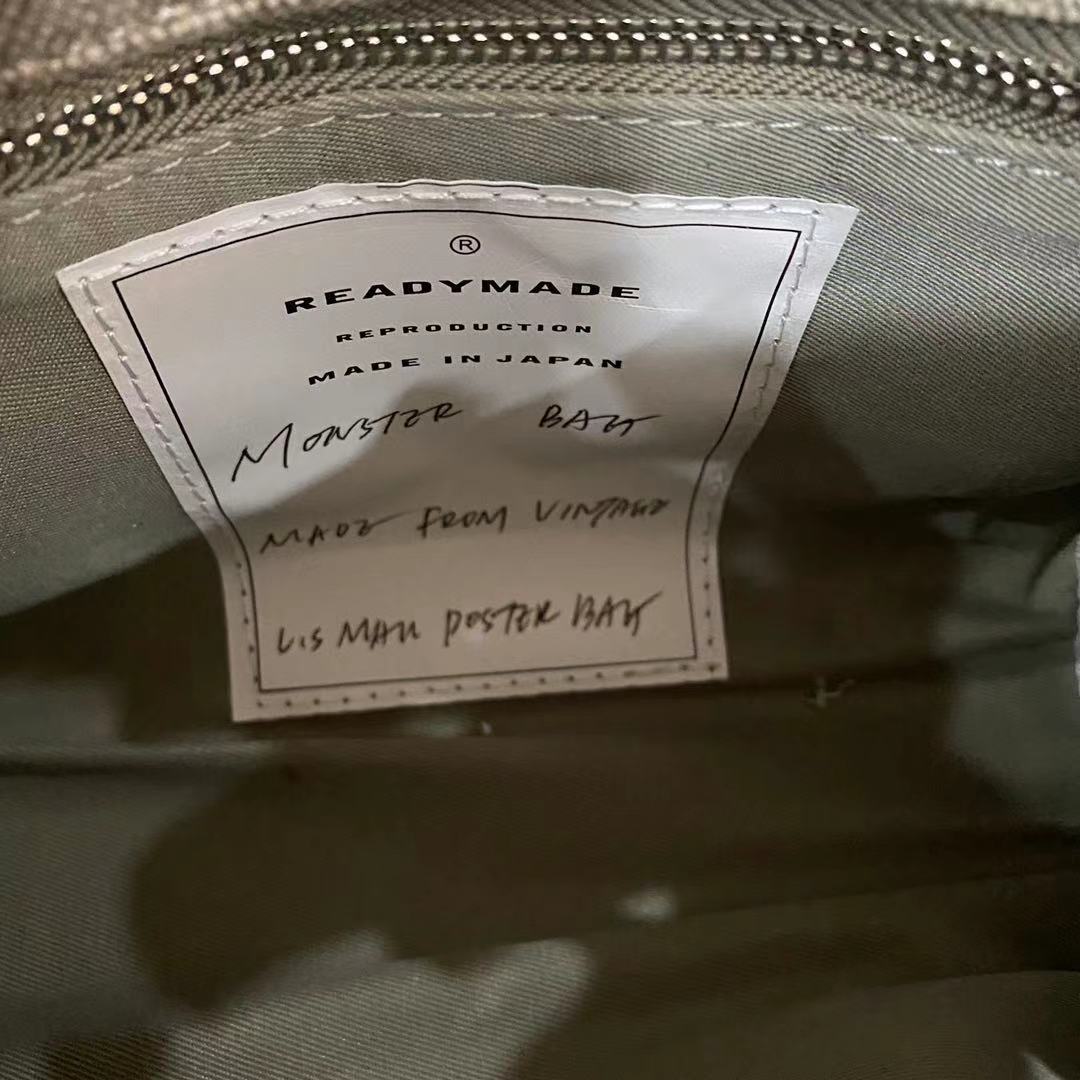 ®
READYMADE
REPRODUCTION
MADE IN JAPAN
MONSTER BAG
MADE FROM VINTAGE
U.S MAIL POSTER BAG